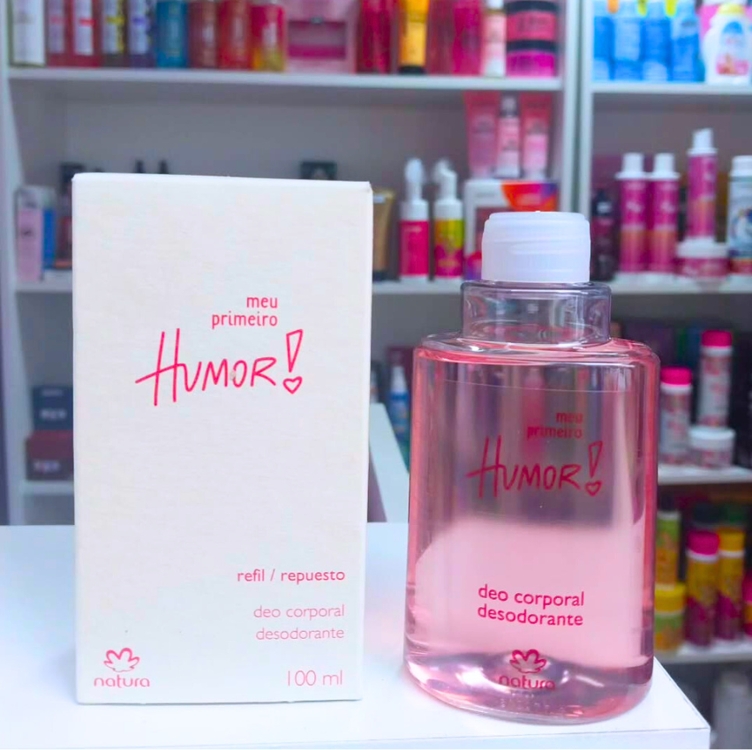 meu
primeiro
HUMOR!
refil / repuesto
deo corporal
desodorante
natura
100 ml
meu
primeiro
HUMOR!
deo corporal
desodorante
natura